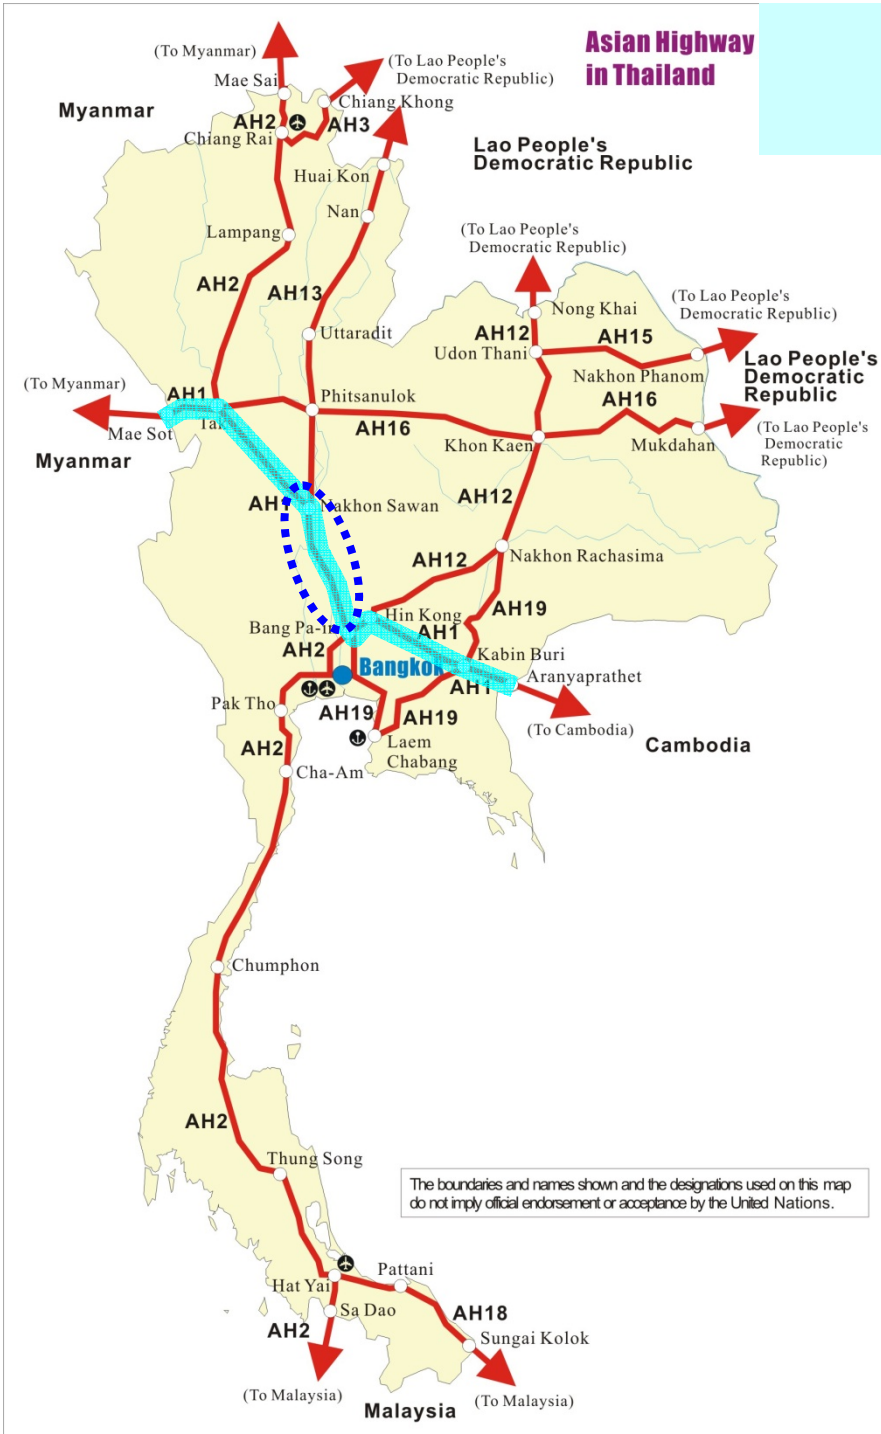 Asian Highway
in Thailand
(To Myanmar)
(To Lao People's
Democratic Republic)
Mae Sai
Chiang Khong
Myanmar
AH2
AH3
Chiang Rai
Lao People's
Democratic Republic
Huai Kon
Nan
Lampang
(To Lao People's
Democratic Republic)
AH2
AH13
Nong Khai
(To Lao People's
Democratic Republic)
Uttaradit
AH12
AH15
Udon Thani
Nakhon Phanom
Lao People's
Democratic
Republic
(To Myanmar)
AH1
Phitsanulok
AH16
Mae Sot
AH16
Khon Kaen
Mukdahan
(To Lao People's
Democratic
Republic)
Myanmar
AH1
Nakhon Sawan
AH12
Nakhon Rachasima
AH12
AH19
Hin Kong
Bang Pa-in
AH1
AH2
Bangkok
Kabin Buri
AH1
Aranyaprathet
Pak Tho
AH19
AH19
(To Cambodia)
Laem
Chabang
Cambodia
AH2
Cha-Am
Chumphon
AH2
Thung Song
The boundaries and names shown and the designations used on this map
do not imply official endorsement or acceptance by the United Nations.
Hat Yai
Pattani
Sa Dao
AH18
AH2
Sungai Kolok
(To Malaysia)
(To Malaysia)
Malaysia